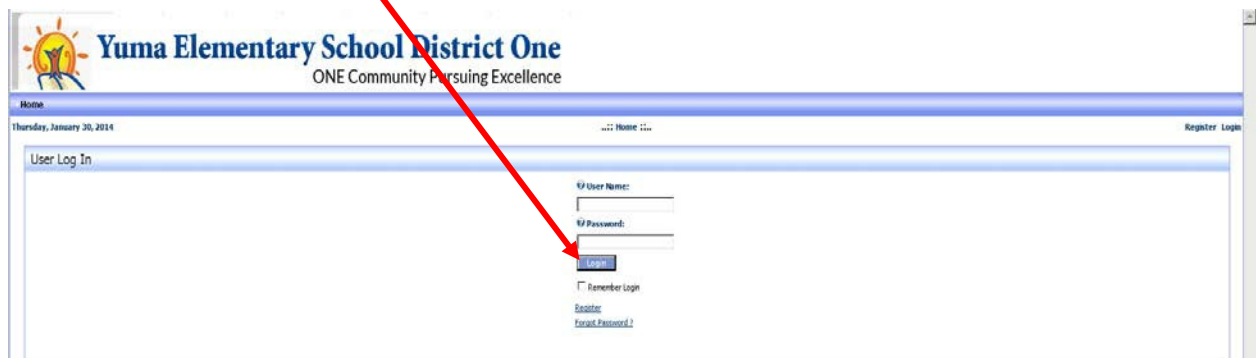 Yuma Elementary School District One
ONE Community Pursuing Excellence
Home
Thursday, January 30, 2014 ..:: Home ::.. Register Login
User Log In
User Name:
Password:
Login
Remember Login
Register
Forgot Password ?